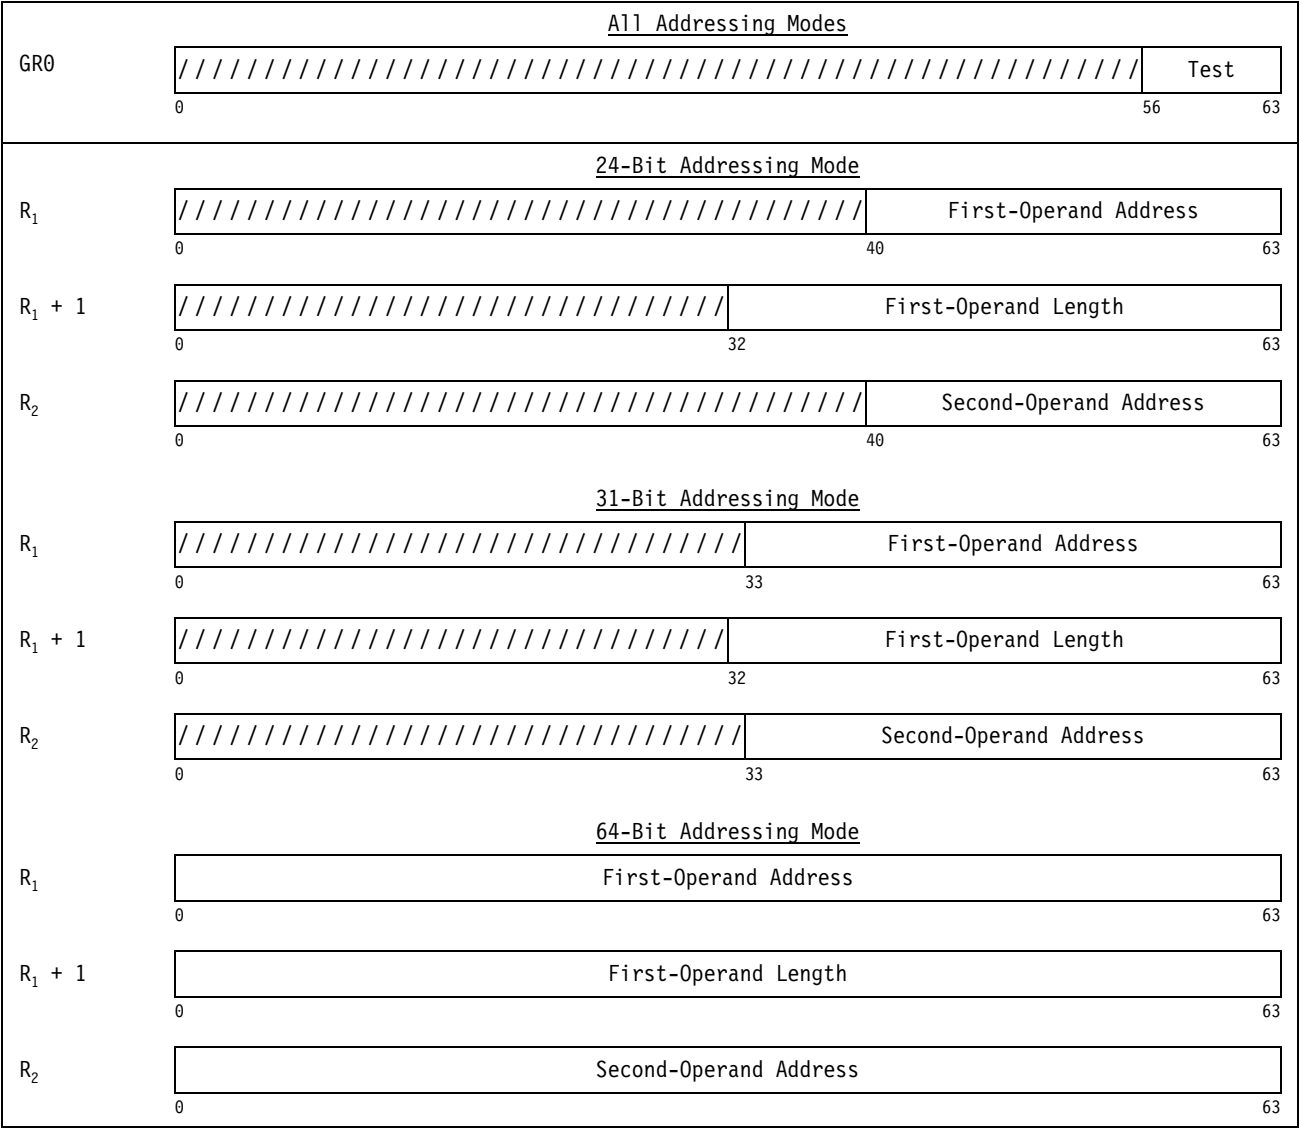 All Addressing Modes
GR0 //////////////////////////////////////////////////////// Test
0 56 63
24-Bit Addressing Mode
R₁ //////////////////////////////////////// First-Operand Address
0 40 63
R₁ + 1 //////////////////////////////// First-Operand Length
0 32 63
R₂ //////////////////////////////////////// Second-Operand Address
0 40 63
31-Bit Addressing Mode
R₁ ///////////////////////////////// First-Operand Address
0 33 63
R₁ + 1 //////////////////////////////// First-Operand Length
0 32 63
R₂ ///////////////////////////////// Second-Operand Address
0 33 63
64-Bit Addressing Mode
R₁ First-Operand Address
0 63
R₁ + 1 First-Operand Length
0 63
R₂ Second-Operand Address
0 63